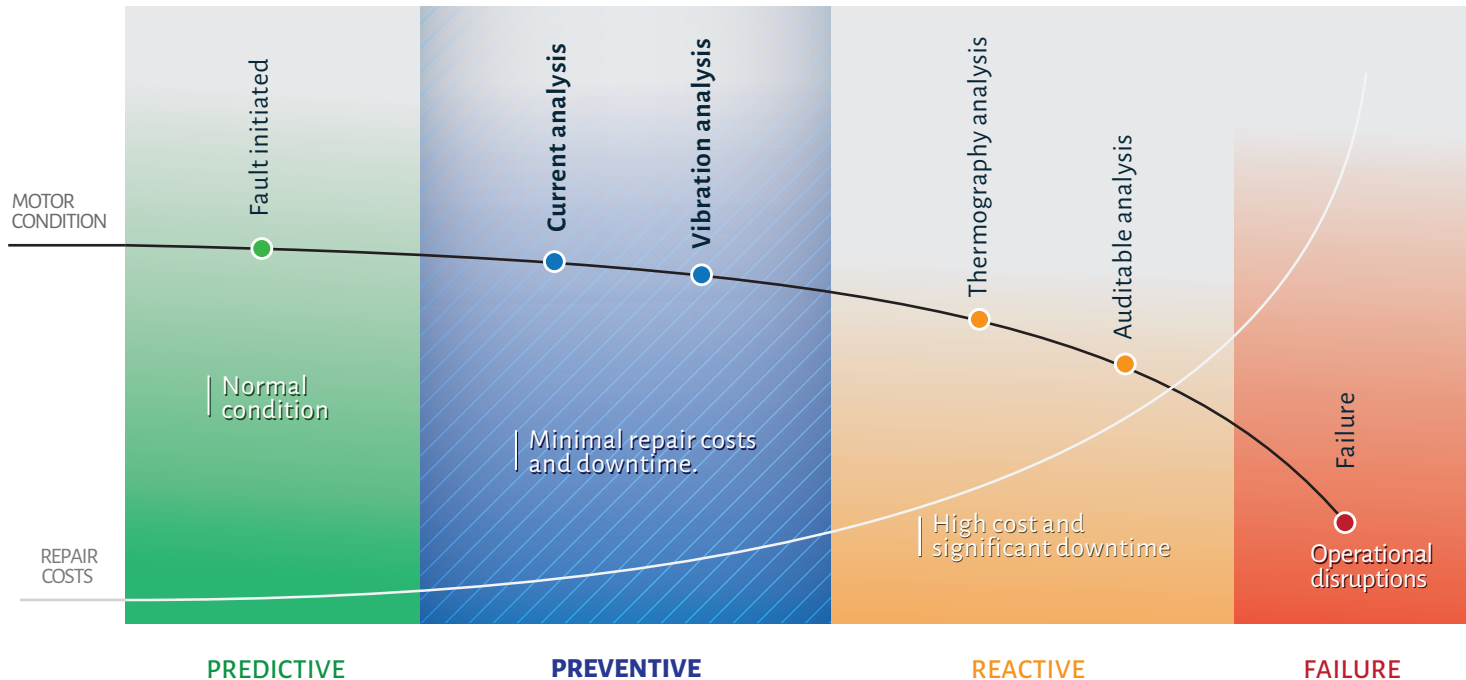 MOTOR
CONDITION
Fault initiated
Current analysis
Vibration analysis
Thermography analysis
Auditable analysis
Failure
Normal
condition
Minimal repair costs
and downtime.
High cost and
significant downtime
Operational
disruptions
REPAIR
COSTS
PREDICTIVE
PREVENTIVE
REACTIVE
FAILURE